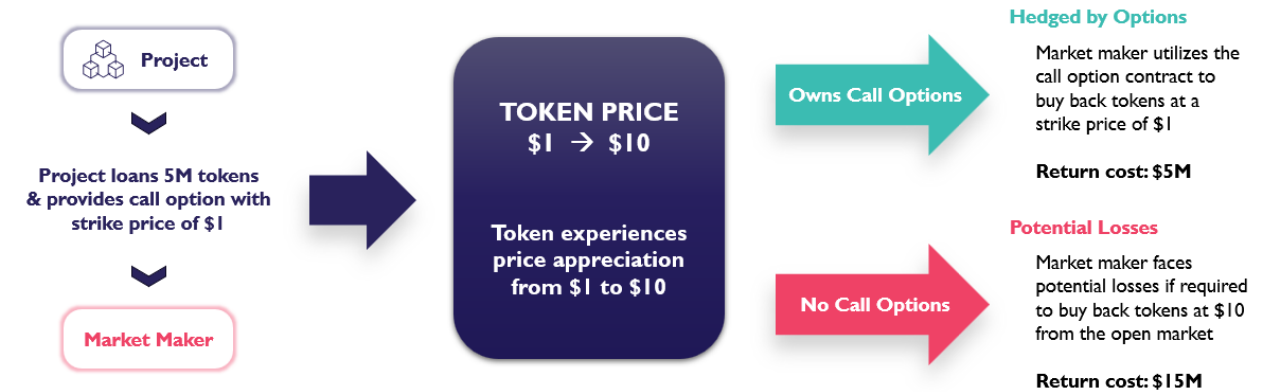 Project
Project loans 5M tokens
& provides call option with
strike price of $1
Market Maker
TOKEN PRICE
$1 → $10
Token experiences
price appreciation
from $1 to $10
Owns Call Options
Hedged by Options
Market maker utilizes the
call option contract to
buy back tokens at a
strike price of $1
Return cost: $5M
No Call Options
Potential Losses
Market maker faces
potential losses if required
to buy back tokens at $10
from the open market
Return cost: $15M